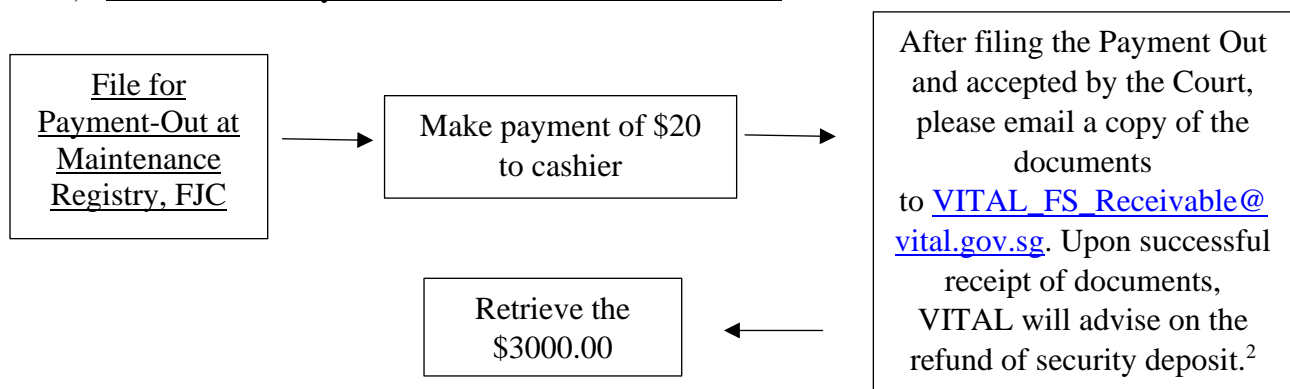 File for
Payment-Out at
Maintenance
Registry, FJC
Make payment of $20
to cashier
After filing the Payment Out
and accepted by the Court,
please email a copy of the
documents
to VITAL_FS_Receivable@
vital.gov.sg. Upon successful
receipt of documents,
VITAL will advise on the
refund of security deposit.2
Retrieve the
$3000.00